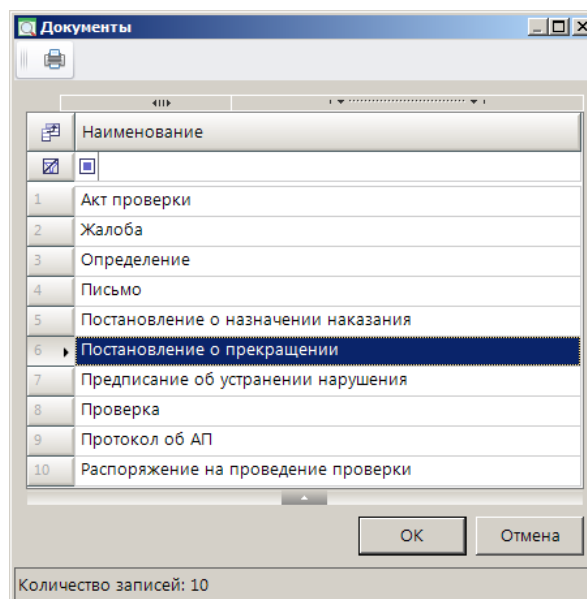 Документы
Наименование
1 Акт проверки
2 Жалоба
3 Определение
4 Письмо
5 Постановление о назначении наказания
6 Постановление о прекращении
7 Предписание об устранении нарушения
8 Проверка
9 Протокол об АП
10 Распоряжение на проведение проверки
ОК Отмена
Количество записей: 10